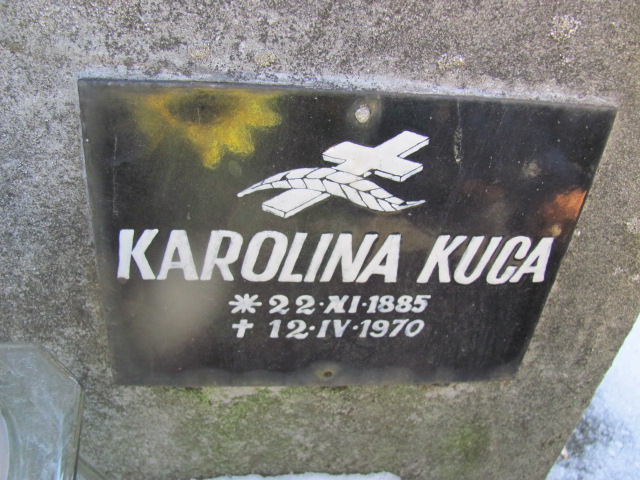 KAROLINA KUCA
* 22·XI·1885
✝ 12·IV·1970